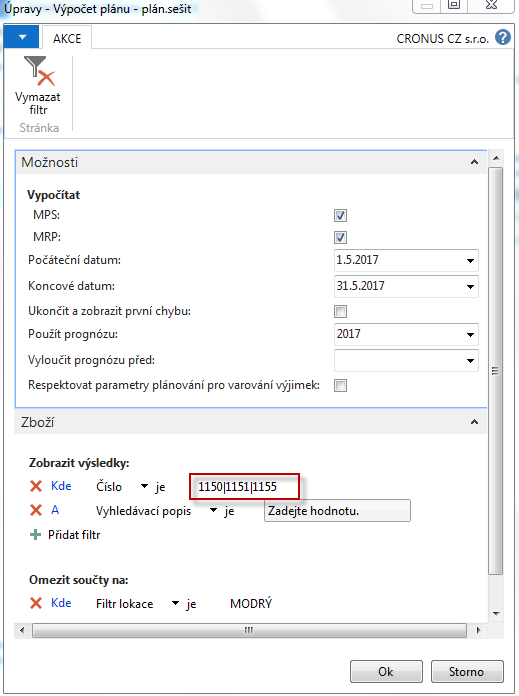 Úpravy - Výpočet plánu - plán.sešit
AKCE
CRONUS CZ s.r.o.
Vymazat
filtr
Stránka
Možnosti
Vypočítat
MPS:
MRP:
Počáteční datum: 1.5.2017
Koncové datum: 31.5.2017
Ukončit a zobrazit první chybu:
Použít prognózu: 2017
Vyloučit prognózu před:
Respektovat parametry plánování pro varování výjimek:
Zboží
Zobrazit výsledky:
Kde Číslo je 1150|1151|1155
A Vyhledávací popis je Zadejte hodnotu.
Přidat filtr
Omezit součty na:
Kde Filtr lokace je MODRÝ
Ok Storno